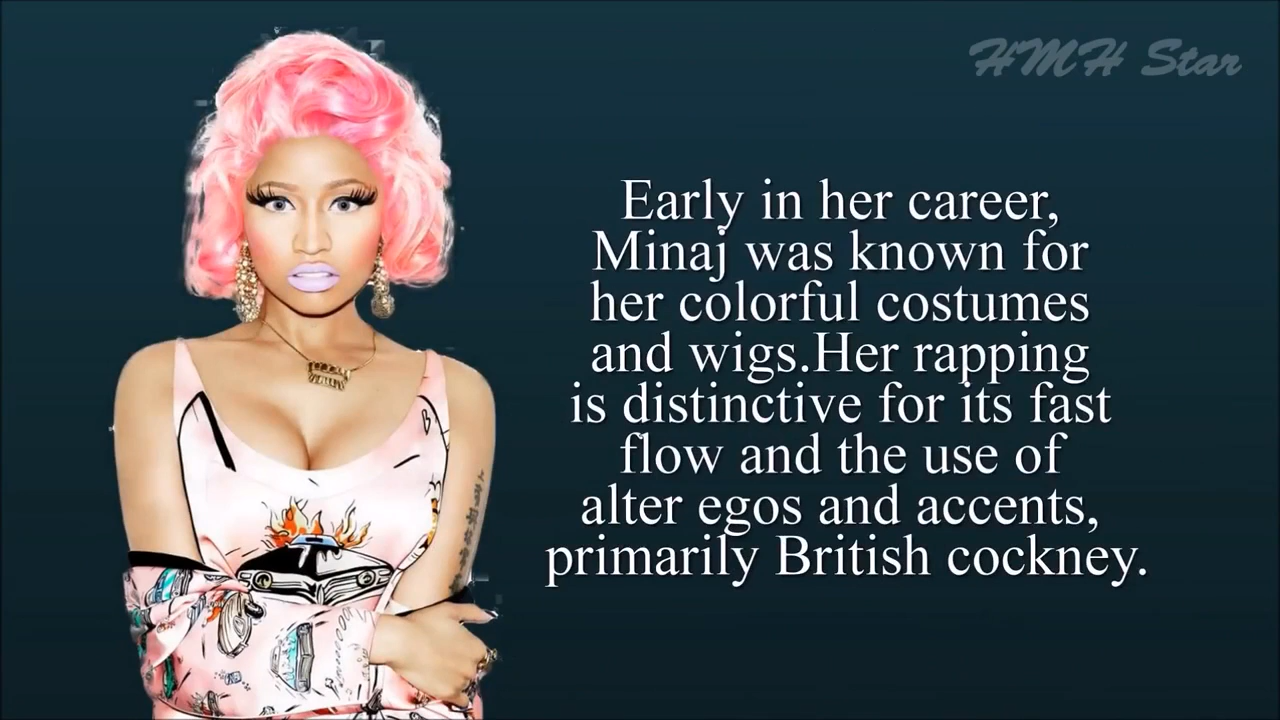 HMH Star
Early in her career,
Minaj was known for
her colorful costumes
and wigs.Her rapping
is distinctive for its fast
flow and the use of
alter egos and accents,
primarily British cockney.